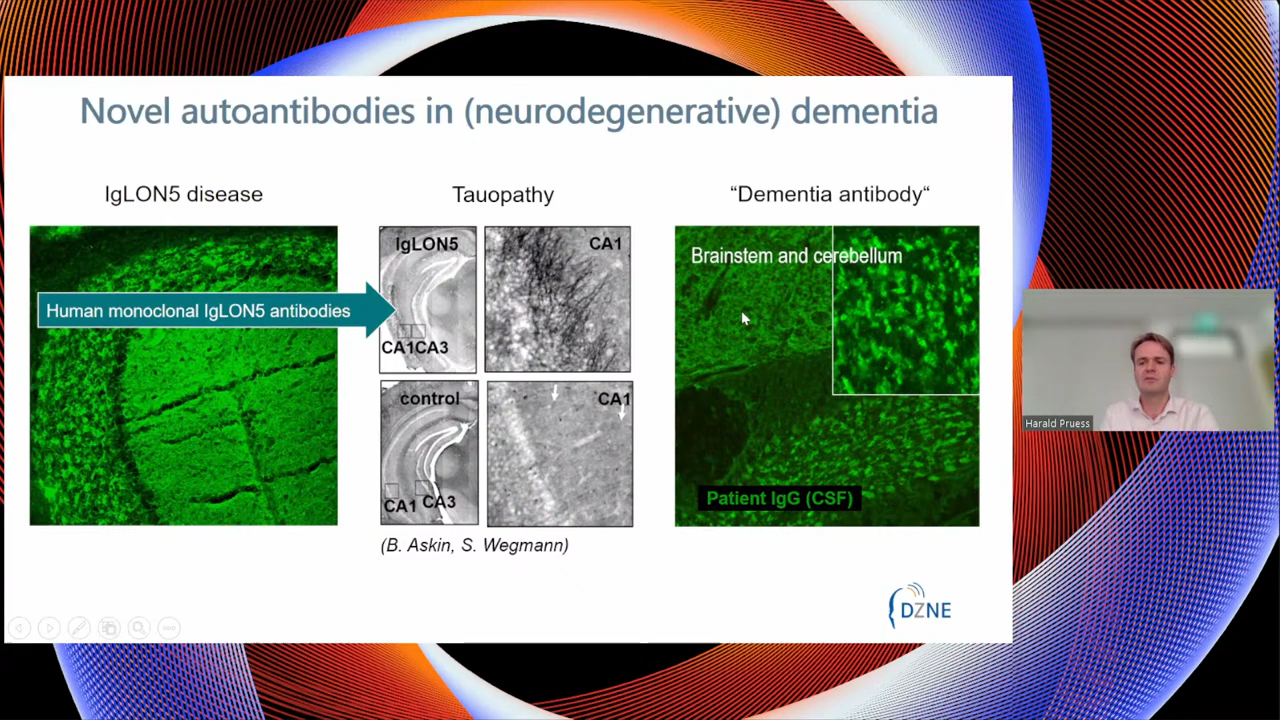 Novel autoantibodies in (neurodegenerative) dementia
IgLON5 disease
Human monoclonal IgLON5 antibodies
Tauopathy
IgLON5
CA1CA3
CA1
control
CA1 CA3
CA1
(B. Askin, S. Wegmann)
“Dementia antibody“
Brainstem and cerebellum
Patient IgG (CSF)
DZNE
Harald Pruess